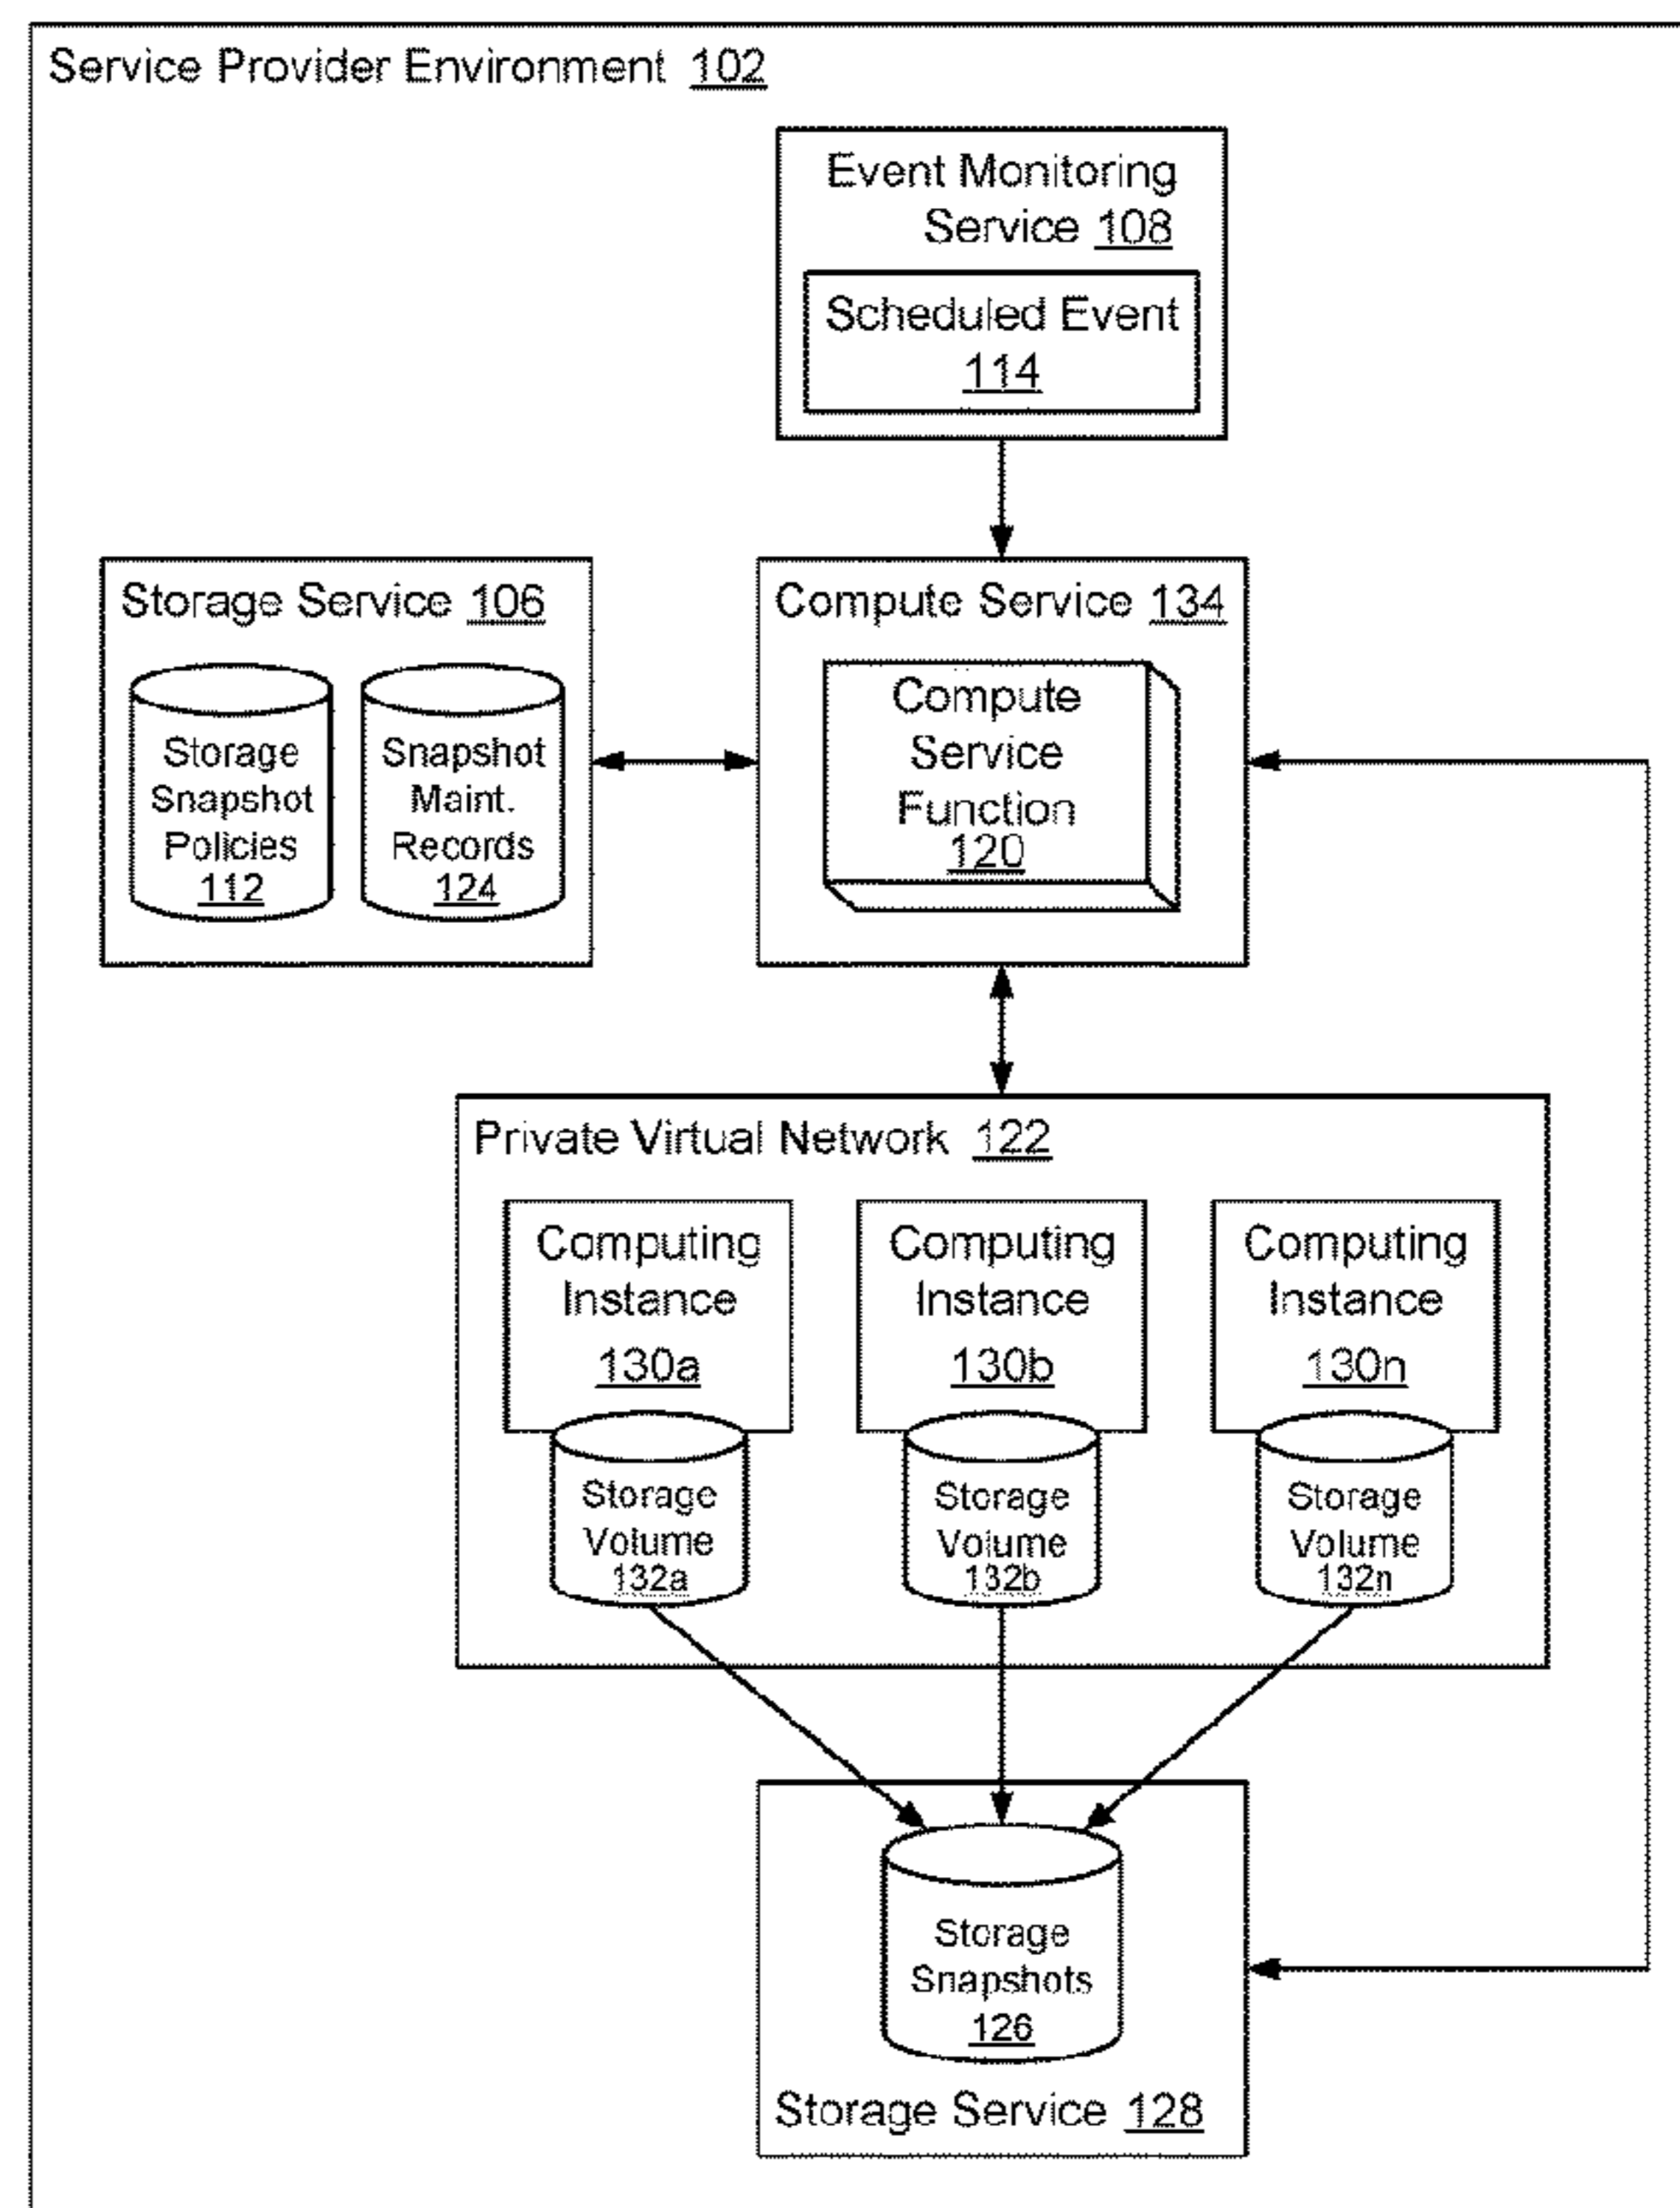 Service Provider Environment 102
Event Monitoring
Service 108
Scheduled Event
114
Storage Service 106
Storage
Snapshot
Policies
112
Snapshot
Maint.
Records
124
Compute Service 134
Compute
Service
Function
120
Private Virtual Network 122
Computing
Instance
130a
Computing
Instance
130b
Computing
Instance
130n
Storage
Volume
132a
Storage
Volume
132b
Storage
Volume
132n
Storage
Snapshots
126
Storage Service 128